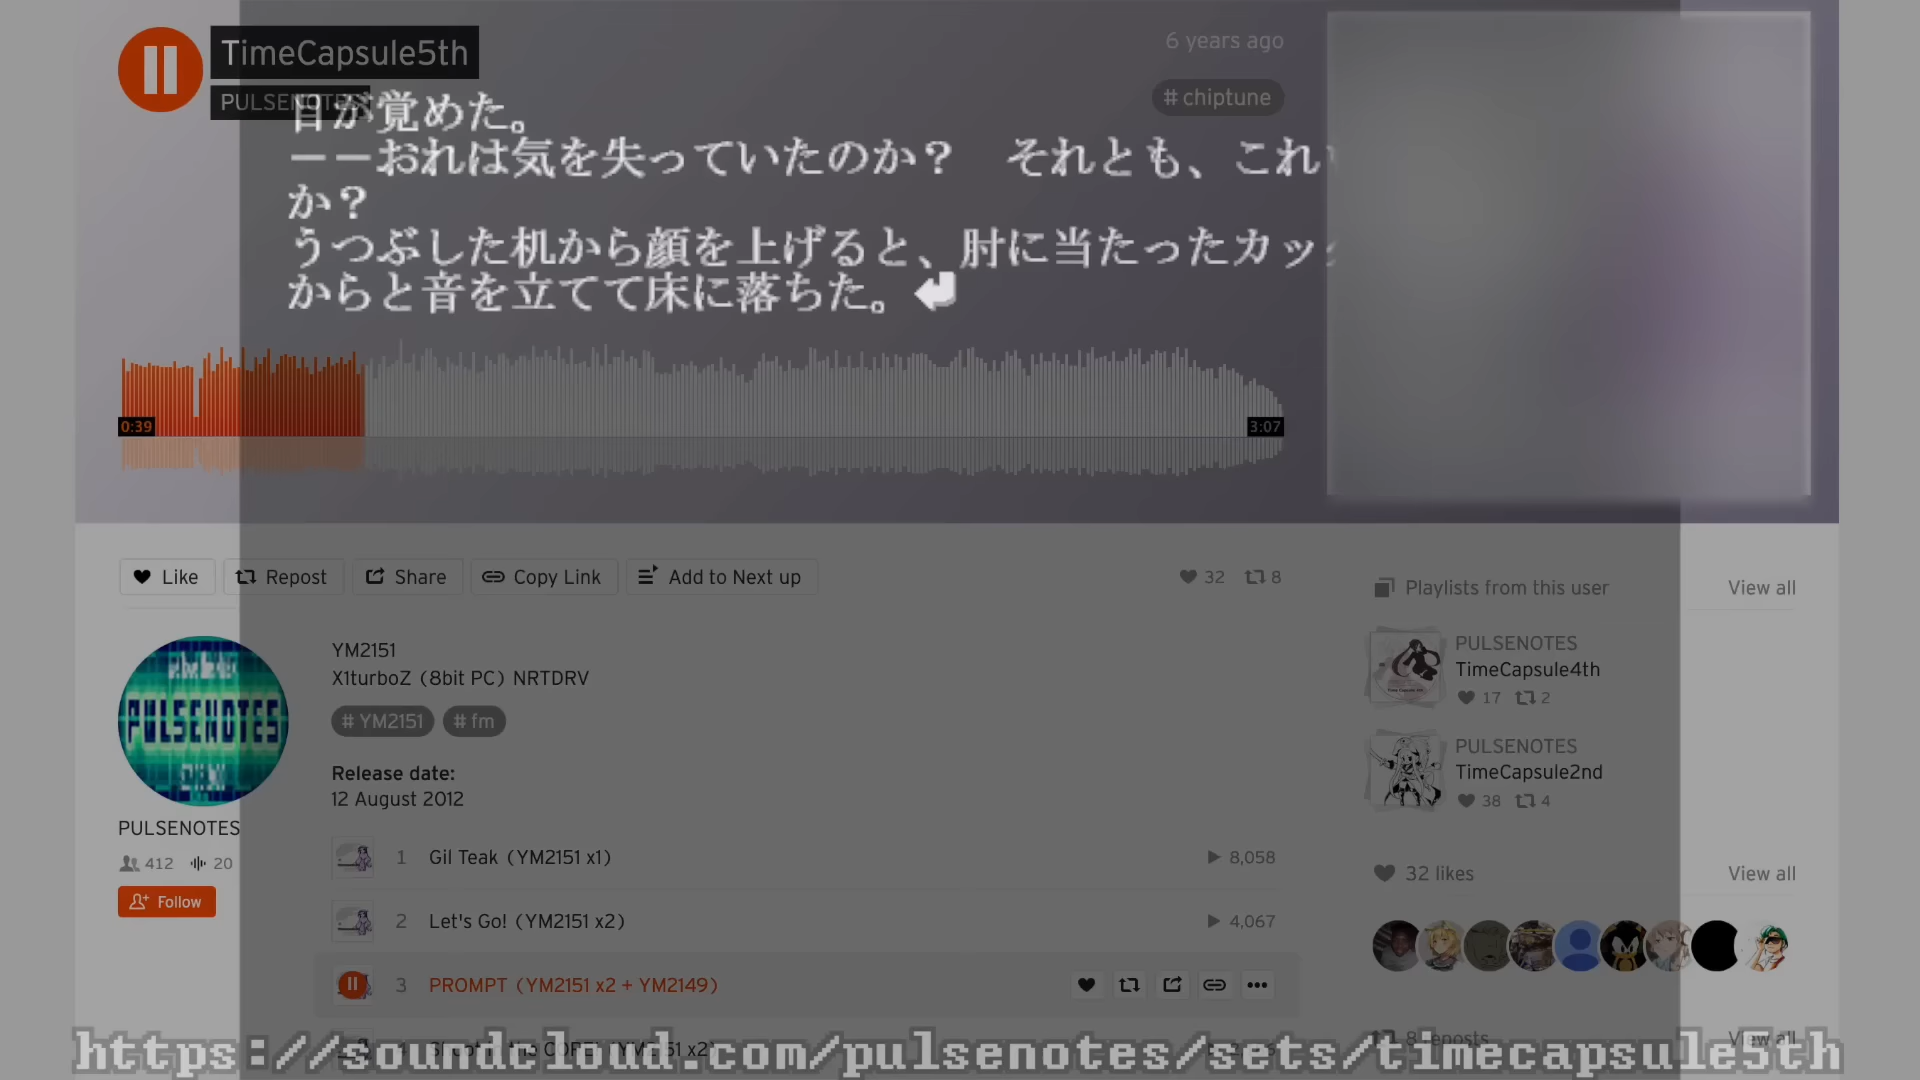 TimeCapsule5th
6 years ago
PULSENOTES
# chiptune
目が覚めた。
ーーおれは気を失っていたのか？　それとも、これ
か？
うつぶした机から顔を上げると、肘に当たったカッ
からと音を立てて床に落ちた。
0:39
3:07
Like
Repost
Share
Copy Link
Add to Next up
32
8
Playlists from this user
View all
PULSENOTES
YM2151
X1turboZ (8bit PC) NRTDRV
# YM2151
# fm
Release date:
12 August 2012
PULSENOTES
TimeCapsule4th
17
2
PULSENOTES
TimeCapsule2nd
38
4
PULSENOTES
412
20
Follow
1 Gil Teak (YM2151 x1)
8,058
32 likes
View all
2 Let's Go! (YM2151 x2)
4,067
3 PROMPT (YM2151 x2 + YM2149)
8 reposts
View all
https://soundcloud.com/pulsenotes/sets/timecapsule5th